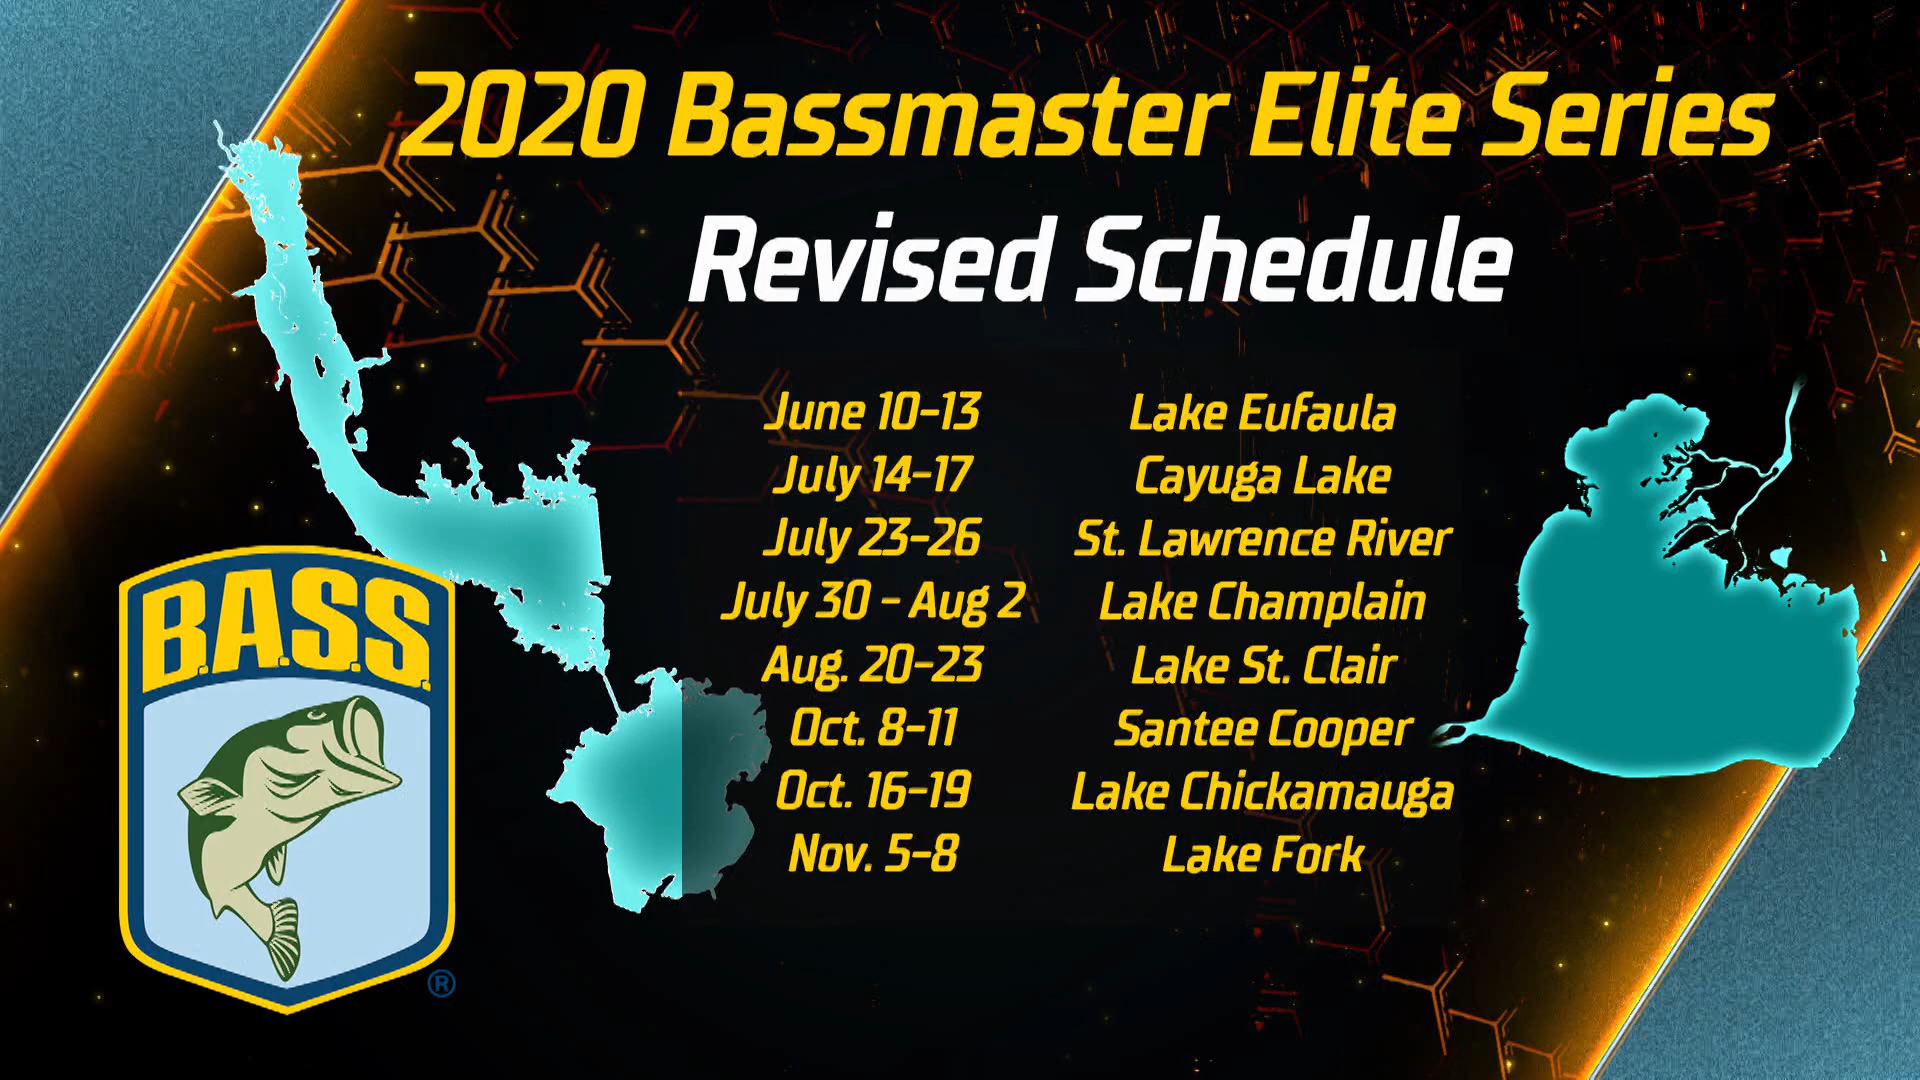 2020 Bassmaster Elite Series
Revised Schedule
June 10-13 Lake Eufaula
July 14-17 Cayuga Lake
July 23-26 St. Lawrence River
July 30 - Aug 2 Lake Champlain
Aug. 20-23 Lake St. Clair
Oct. 8-11 Santee Cooper
Oct. 16-19 Lake Chickamauga
Nov. 5-8 Lake Fork
B.A.S.S.
®